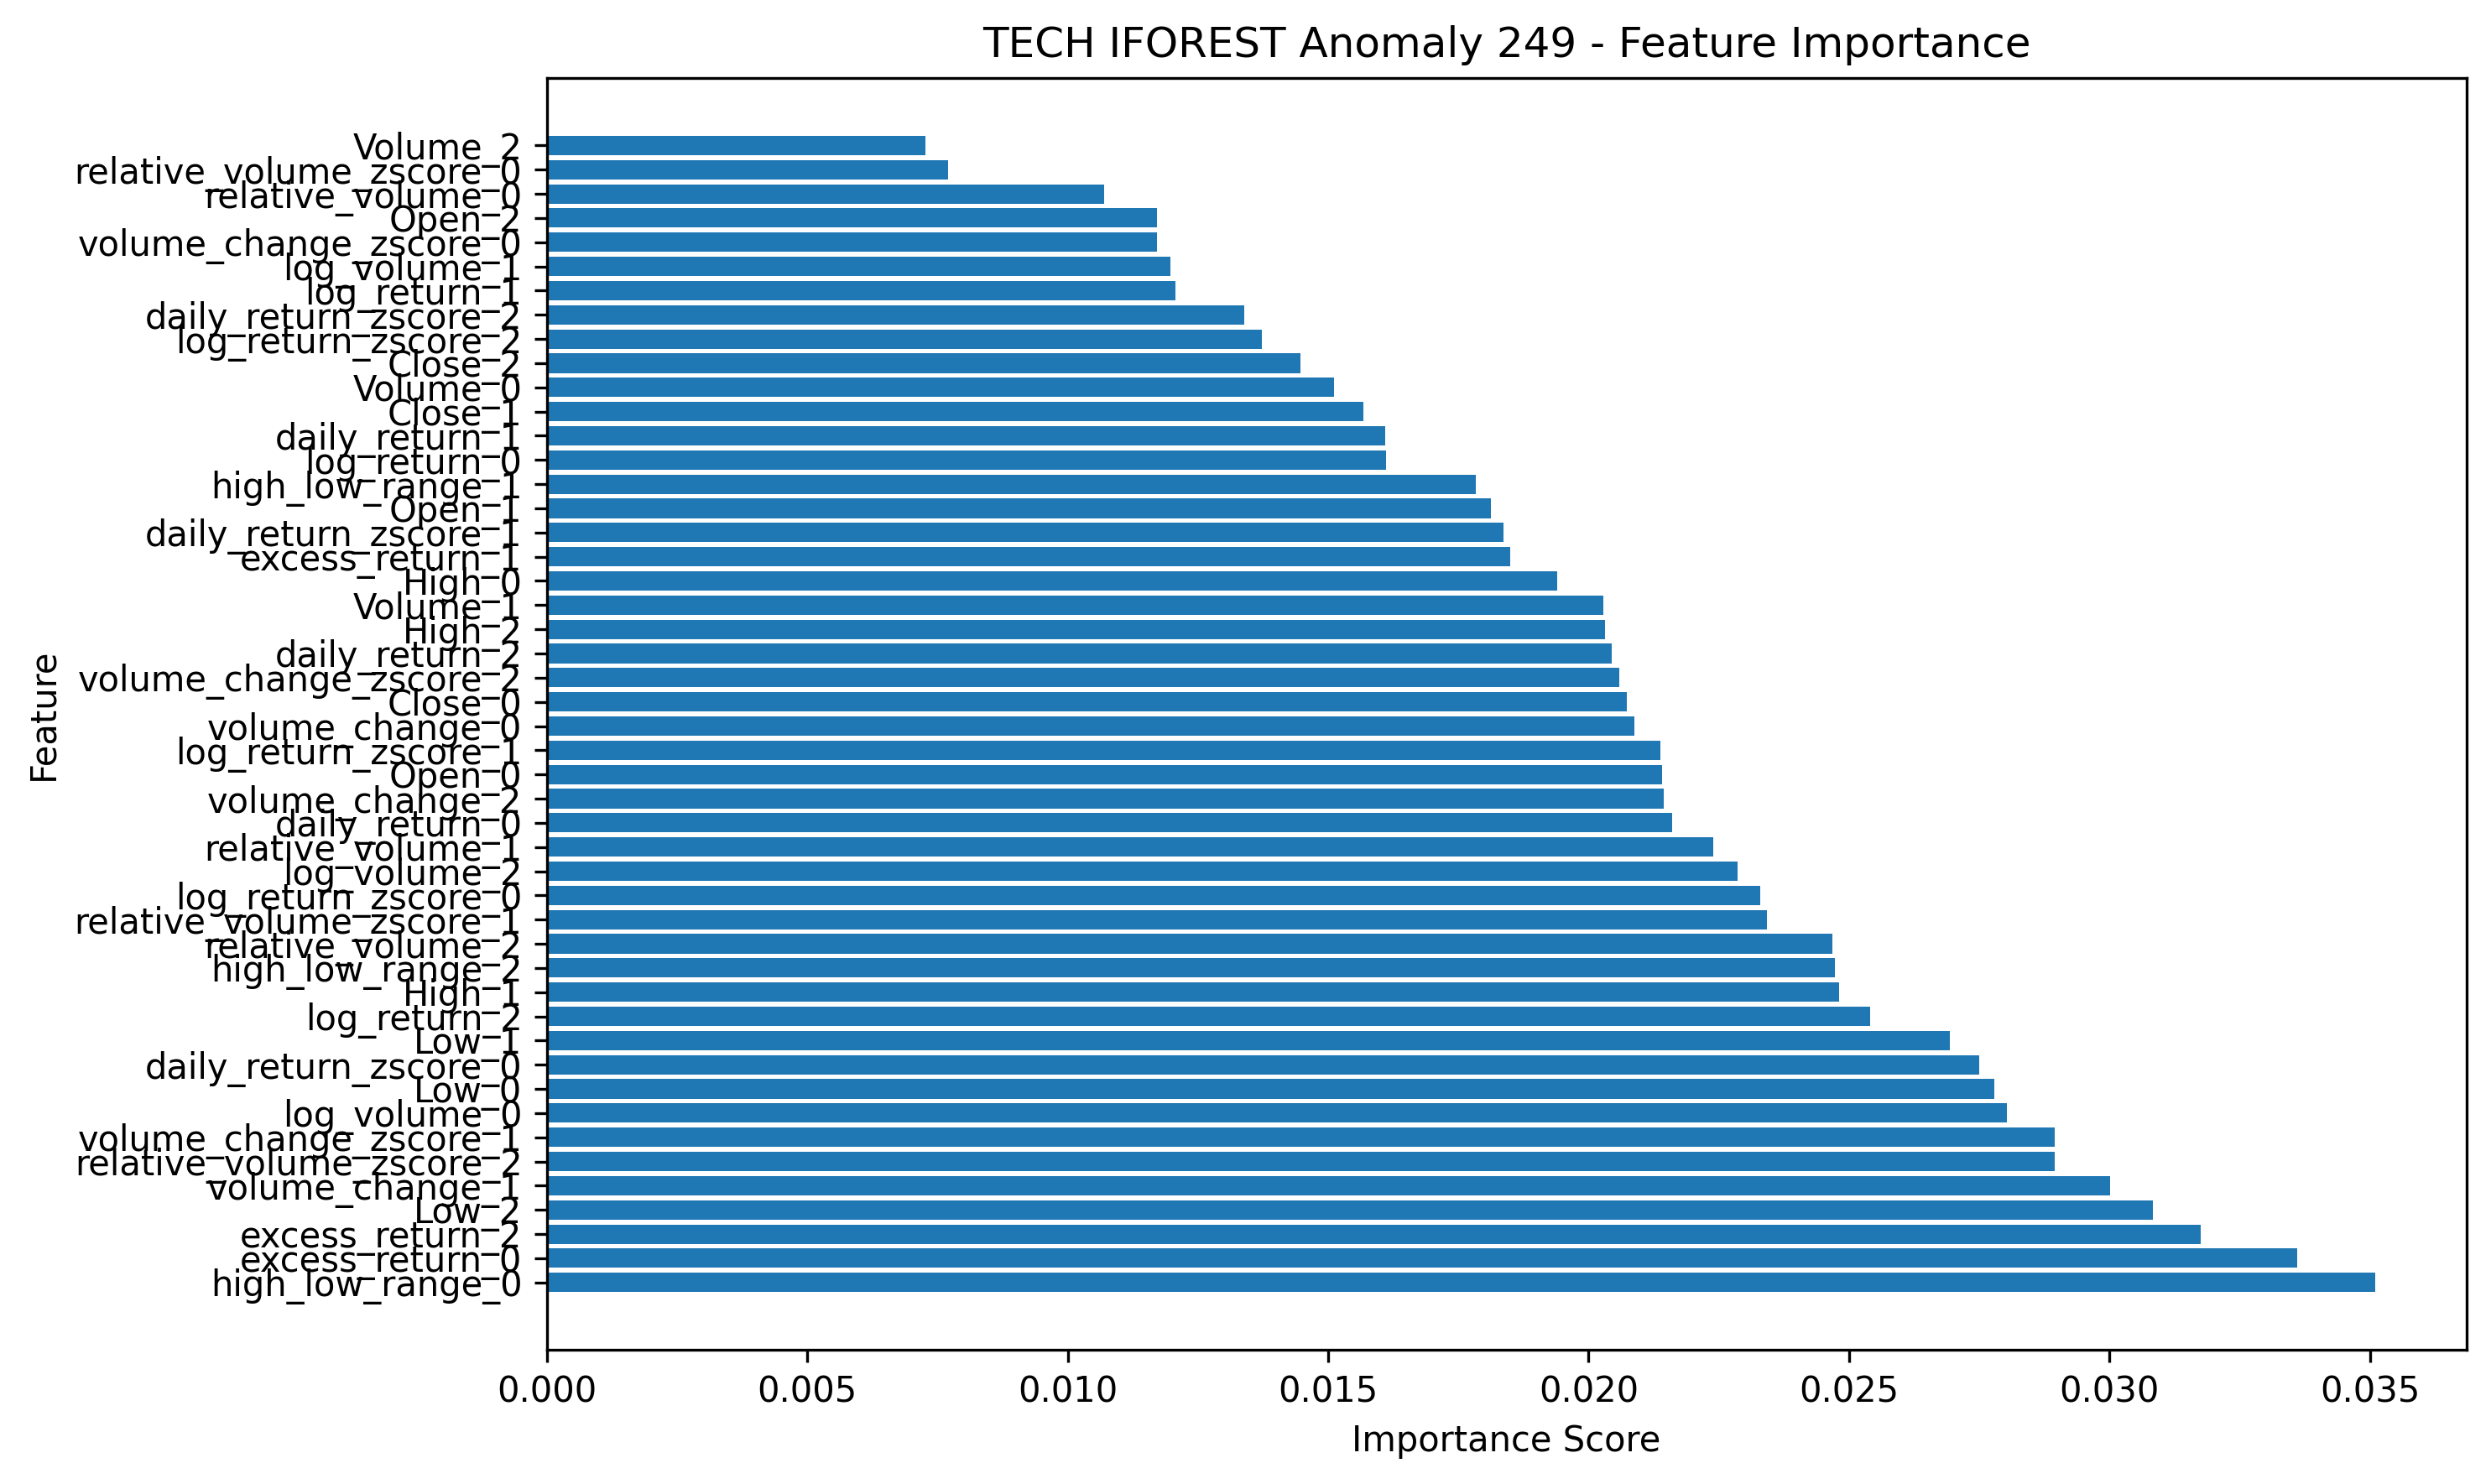 TECH IFOREST Anomaly 249 - Feature Importance
Volume_2
relative_volume_zscore_0
relative_volume_0
Open_2
volume_change_zscore_0
log_volume_1
log_return_1
daily_return_zscore_2
log_return_zscore_2
Close_2
Volume_0
Close_1
daily_return_1
log_return_0
high_low_range_1
Open_1
daily_return_zscore_1
excess_return_1
High_0
Volume_1
High_2
daily_return_2
volume_change_zscore_2
Close_0
volume_change_0
log_return_zscore_1
Open_0
volume_change_2
daily_return_0
relative_volume_1
log_volume_2
log_return_zscore_0
relative_volume_zscore_1
relative_volume_2
high_low_range_2
High_1
log_return_2
Low_1
daily_return_zscore_0
Low_0
log_volume_0
volume_change_zscore_1
relative_volume_zscore_2
volume_change_1
Low_2
excess_return_2
excess_return_0
high_low_range_0
Feature
0.000 0.005 0.010 0.015 0.020 0.025 0.030 0.035
Importance Score